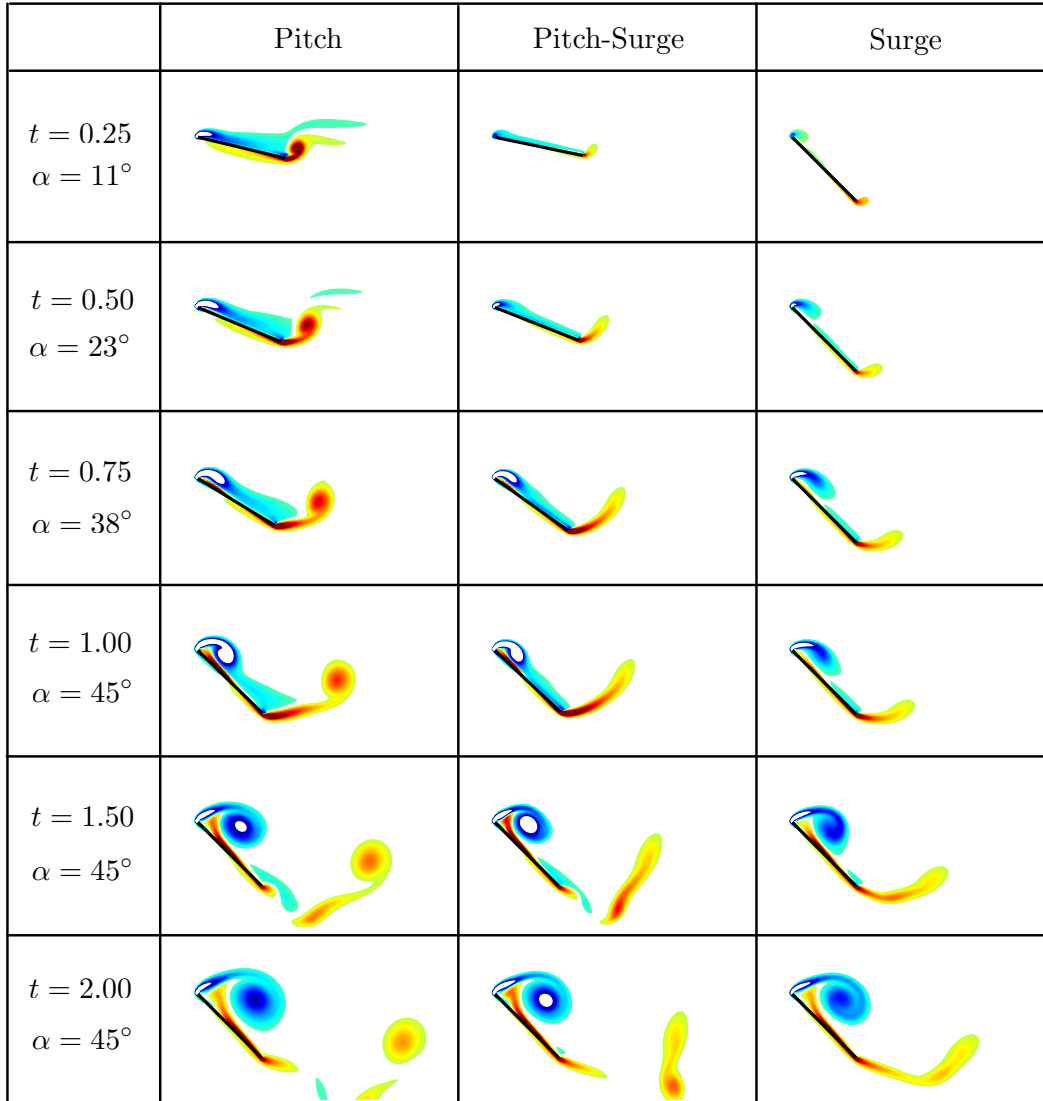 Pitch Pitch-Surge Surge
t = 0.25
α = 11°
t = 0.50
α = 23°
t = 0.75
α = 38°
t = 1.00
α = 45°
t = 1.50
α = 45°
t = 2.00
α = 45°